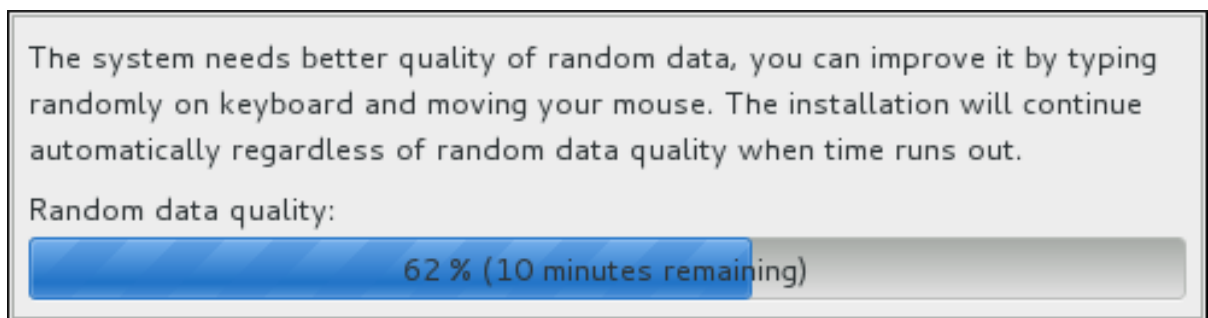 The system needs better quality of random data, you can improve it by typing
randomly on keyboard and moving your mouse. The installation will continue
automatically regardless of random data quality when time runs out.
Random data quality:
62 % (10 minutes remaining)